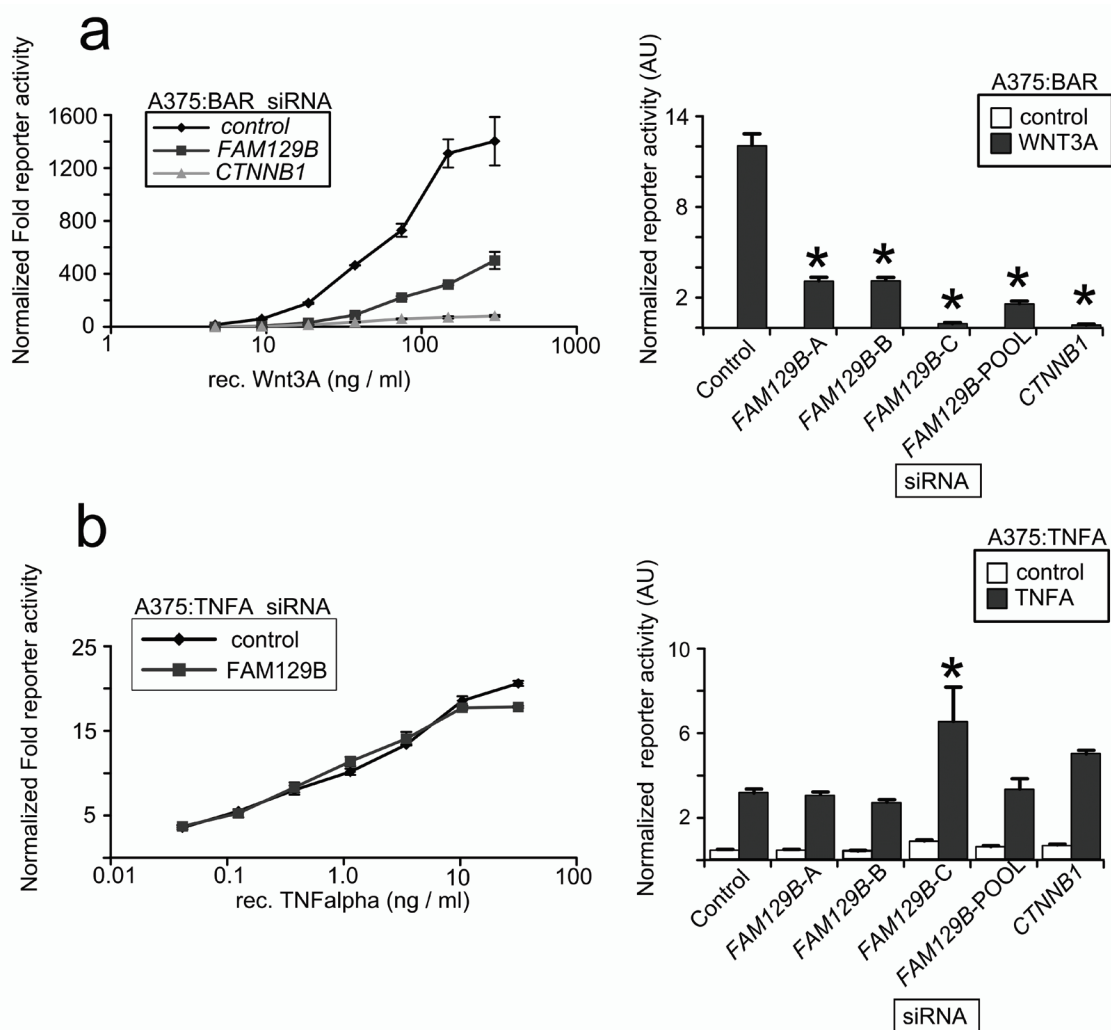 a
Normalized Fold reporter activity
A375:BAR siRNA
control
FAM129B
CTNNB1
1600
1200
800
400
0
1
10
100
1000
rec. Wnt3A (ng / ml)
Normalized reporter activity (AU)
A375:BAR
control
WNT3A
14
8
2
* * * * *
Control
FAM129B-A
FAM129B-B
FAM129B-C
FAM129B-POOL
CTNNB1
siRNA
b
Normalized Fold reporter activity
A375:TNFA siRNA
control
FAM129B
25
15
5
0.01
0.1
1.0
10
100
rec. TNFalpha (ng / ml)
Normalized reporter activity (AU)
A375:TNFA
control
TNFA
10
6
2
*
Control
FAM129B-A
FAM129B-B
FAM129B-C
FAM129B-POOL
CTNNB1
siRNA